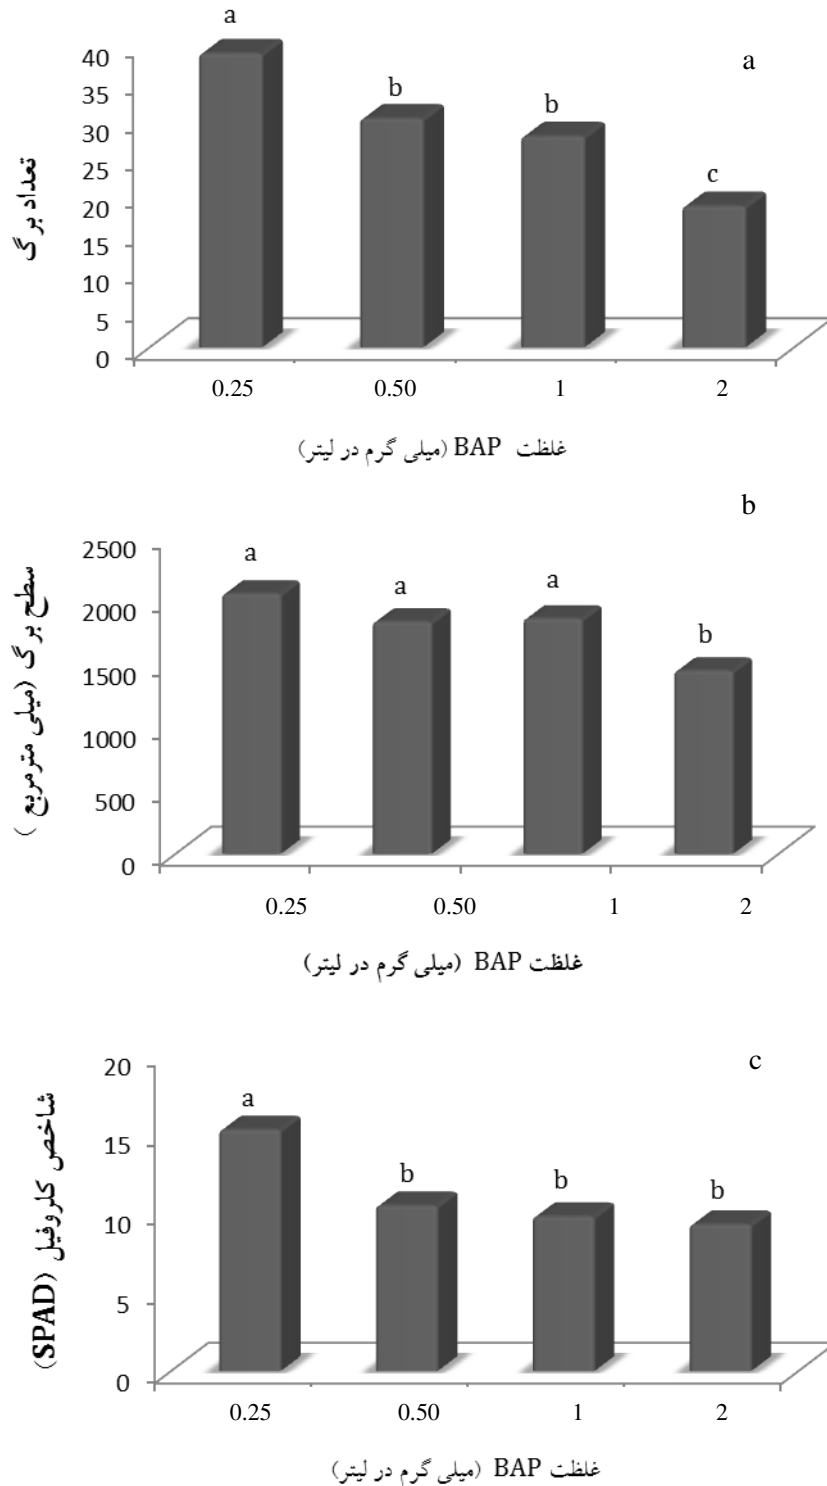 a
a
40
b
b
35
30
c
25
تعداد برگ
20
15
10
5
0
0.25 0.50 1 2
غلظت BAP (میلی گرم در لیتر)
b
2500
a
a
a
2000
b
سطح برگ (میلی مترمربع )
1500
1000
500
0
0.25 0.50 1 2
غلظت BAP (میلی گرم در لیتر)
c
20
a
15
b
b
b
شاخص کلروفیل (SPAD)
10
5
0
0.25 0.50 1 2
غلظت BAP (میلی گرم در لیتر)